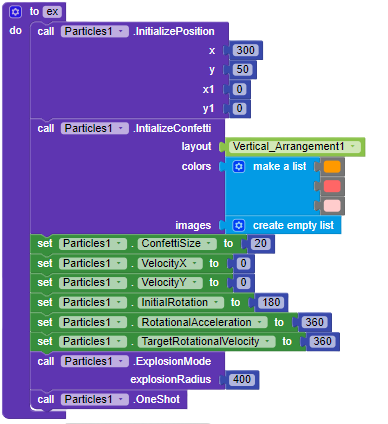 to ex
do call Particles1 .InitializePosition
x 300
y 50
x1 0
y1 0
call Particles1 .IntializeConfetti
layout Vertical_Arrangement1
colors make a list
images create empty list
set Particles1 . ConfettiSize to 20
set Particles1 . VelocityX to 0
set Particles1 . VelocityY to 0
set Particles1 . InitialRotation to 180
set Particles1 . RotationalAcceleration to 360
set Particles1 . TargetRotationalVelocity to 360
call Particles1 .ExplosionMode
explosionRadius 400
call Particles1 .OneShot